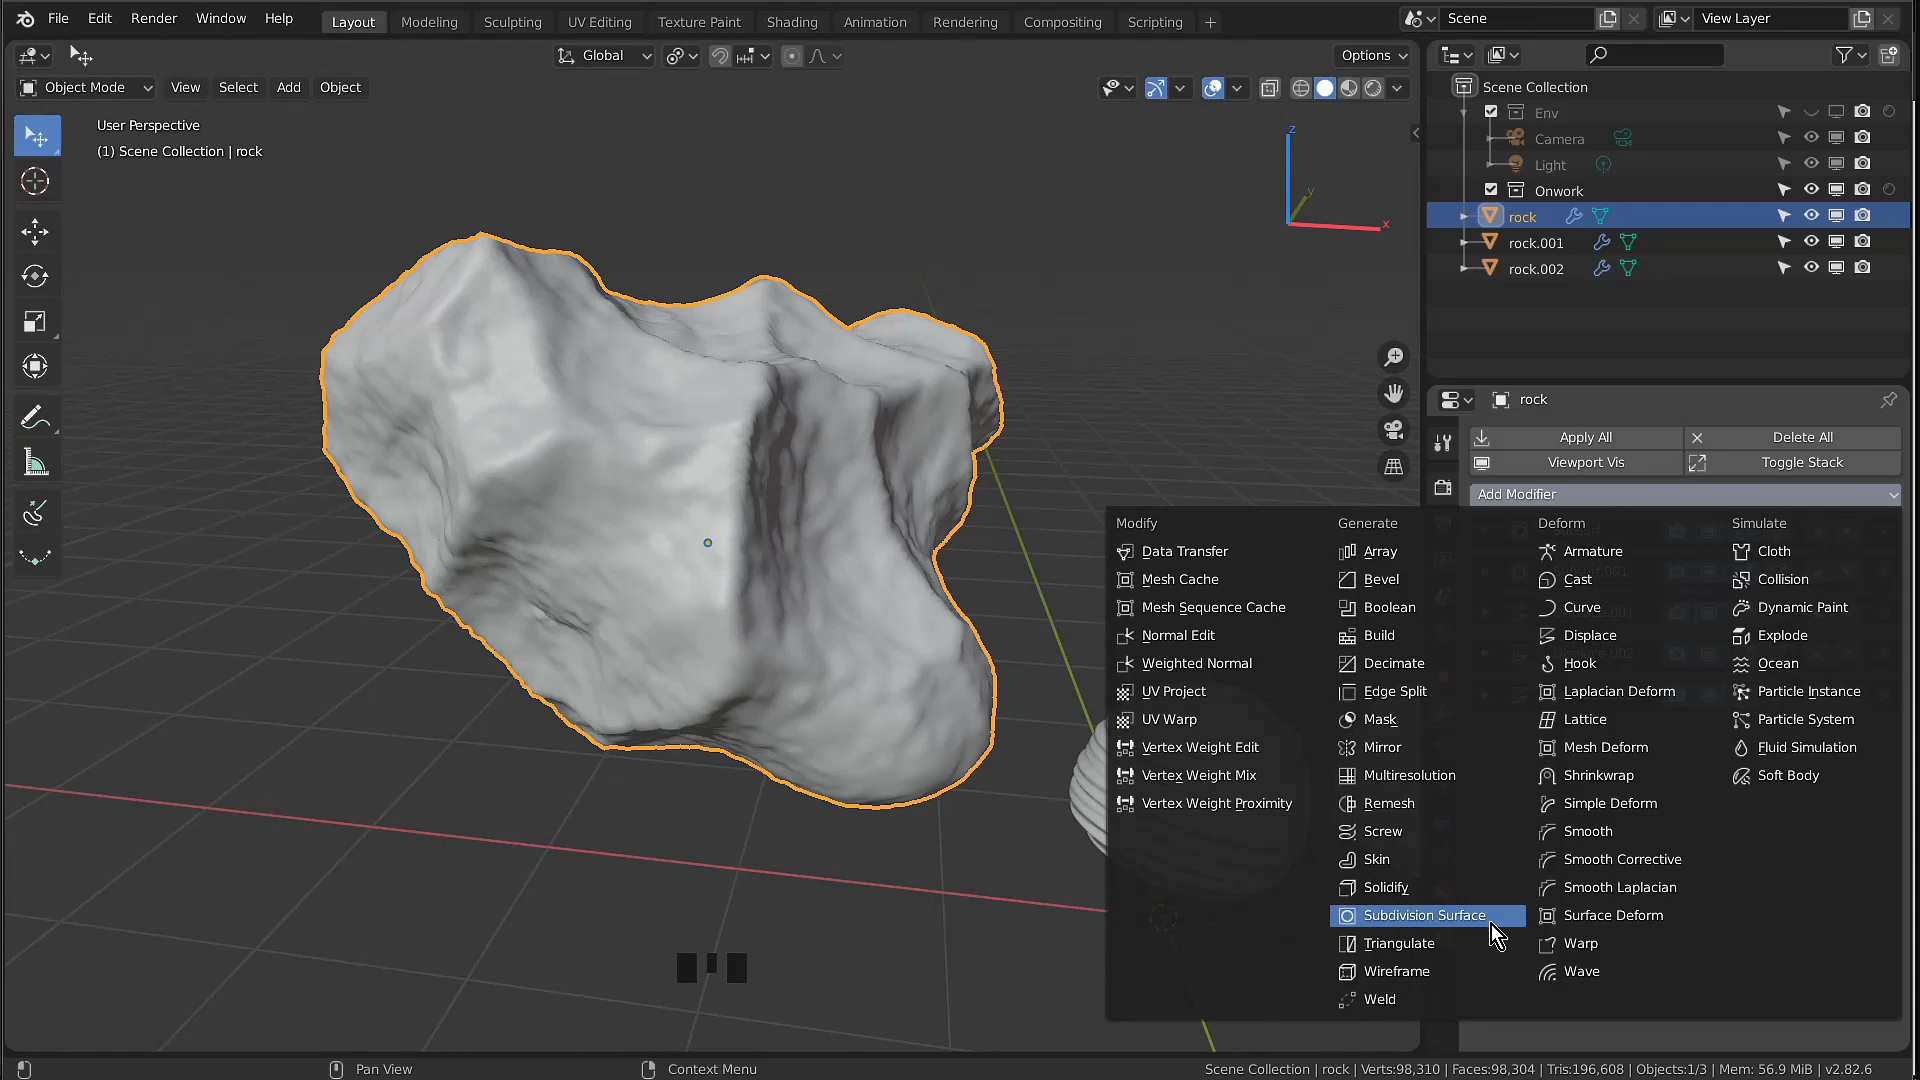 File Edit Render Window Help
Layout Modeling Sculpting UV Editing Texture Paint Shading Animation Rendering Compositing Scripting
Scene
View Layer
Global
Options
Object Mode View Select Add Object
User Perspective
(1) Scene Collection | rock
z
y
x
Scene Collection
Env
Camera
Light
Onwork
rock
rock.001
rock.002
rock
Apply All
Delete All
Viewport Vis
Toggle Stack
Add Modifier
Modify
Data Transfer
Mesh Cache
Mesh Sequence Cache
Normal Edit
Weighted Normal
UV Project
UV Warp
Vertex Weight Edit
Vertex Weight Mix
Vertex Weight Proximity
Generate
Array
Bevel
Boolean
Build
Decimate
Edge Split
Mask
Mirror
Multiresolution
Remesh
Screw
Skin
Solidify
Subdivision Surface
Triangulate
Wireframe
Weld
Deform
Armature
Cast
Curve
Displace
Hook
Laplacian Deform
Lattice
Mesh Deform
Shrinkwrap
Simple Deform
Smooth
Smooth Corrective
Smooth Laplacian
Surface Deform
Warp
Wave
Simulate
Cloth
Collision
Dynamic Paint
Explode
Ocean
Particle Instance
Particle System
Fluid Simulation
Soft Body
Pan View
Context Menu
Scene Collection | rock | Verts:98,310 | Faces:98,304 | Tris:196,608 | Objects:1/3 | Mem: 56.9 MiB | v2.82.6